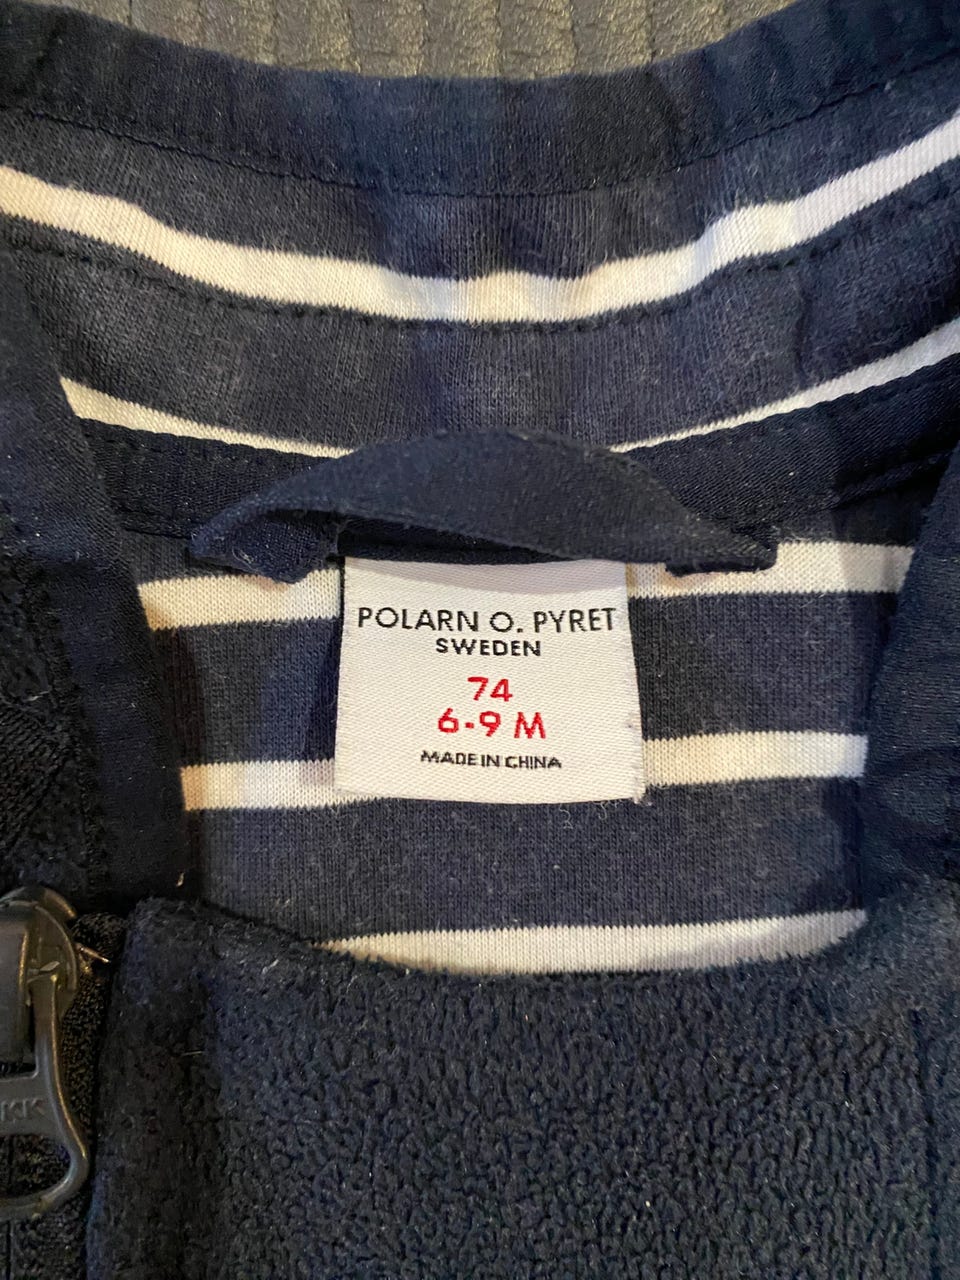 POLARN O. PYRET
SWEDEN
74
6-9 M
MADE IN CHINA